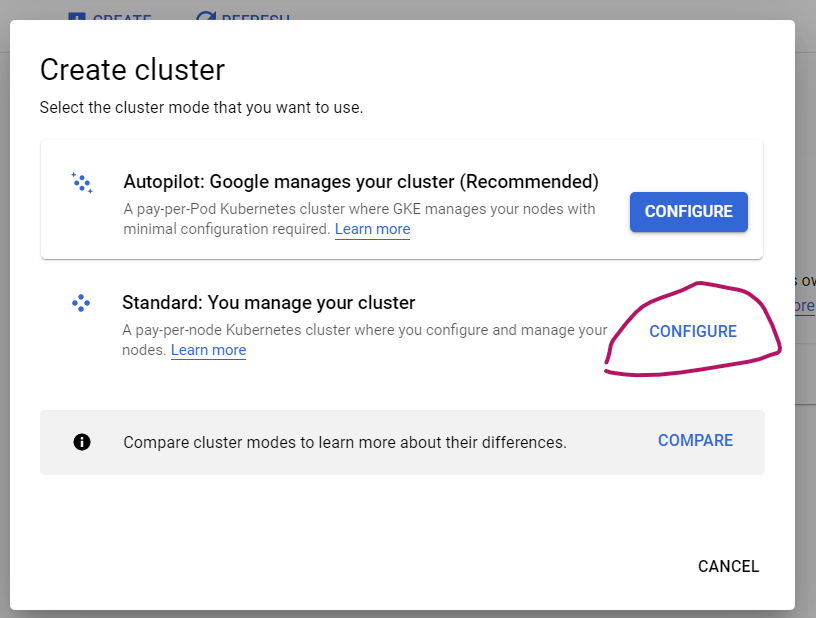 CREATE REFRESH
Create cluster
Select the cluster mode that you want to use.
Autopilot: Google manages your cluster (Recommended)
A pay-per-Pod Kubernetes cluster where GKE manages your nodes with
minimal configuration required. Learn more
CONFIGURE
Standard: You manage your cluster
A pay-per-node Kubernetes cluster where you configure and manage your
nodes. Learn more
CONFIGURE
Compare cluster modes to learn more about their differences.
COMPARE
CANCEL